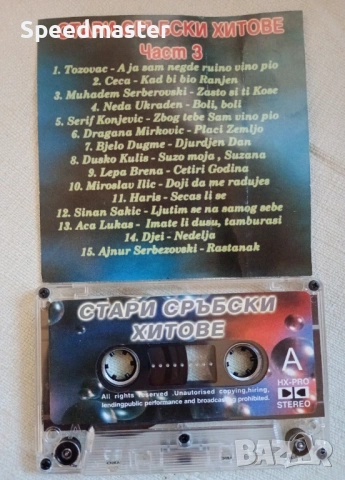 Speedmaster
СТАРИ СРЪБСКИ ХИТОВЕ
Част 3
1. Tozovac - A ja sam negde ruino vino pio
2. Ceca - Kad bi bio Ranjen
3. Muhadem Serberovski - Zasto si ti Kose
4. Neda Ukraden - Boli, boli
5. Serif Konjevic - Zbog tebe Sam vino pio
6. Dragana Mirkovic - Placi Zemljo
7. Bjelo Dugme - Djurdjen Dan
8. Dusko Kulis - Suzo moja, Suzana
9. Lepa Brena - Cetiri Godina
10. Miroslav Ilic - Doji da me radujes
11. Haris - Secas li se
12. Sinan Sakic - Ljutim se na samog sebe
13. Aca Lukas - Imate li dusu, tamburasi
14. Djei - Nedelja
15. Ajnur Serbezovski - Rastanak
СТАРИ СРЪБСКИ
ХИТОВЕ
A
HX-PRO
STEREO
All rights reserved .Unautorised copying,hiring,
lendingpublic performance and broadcasting prohibited.
bazar